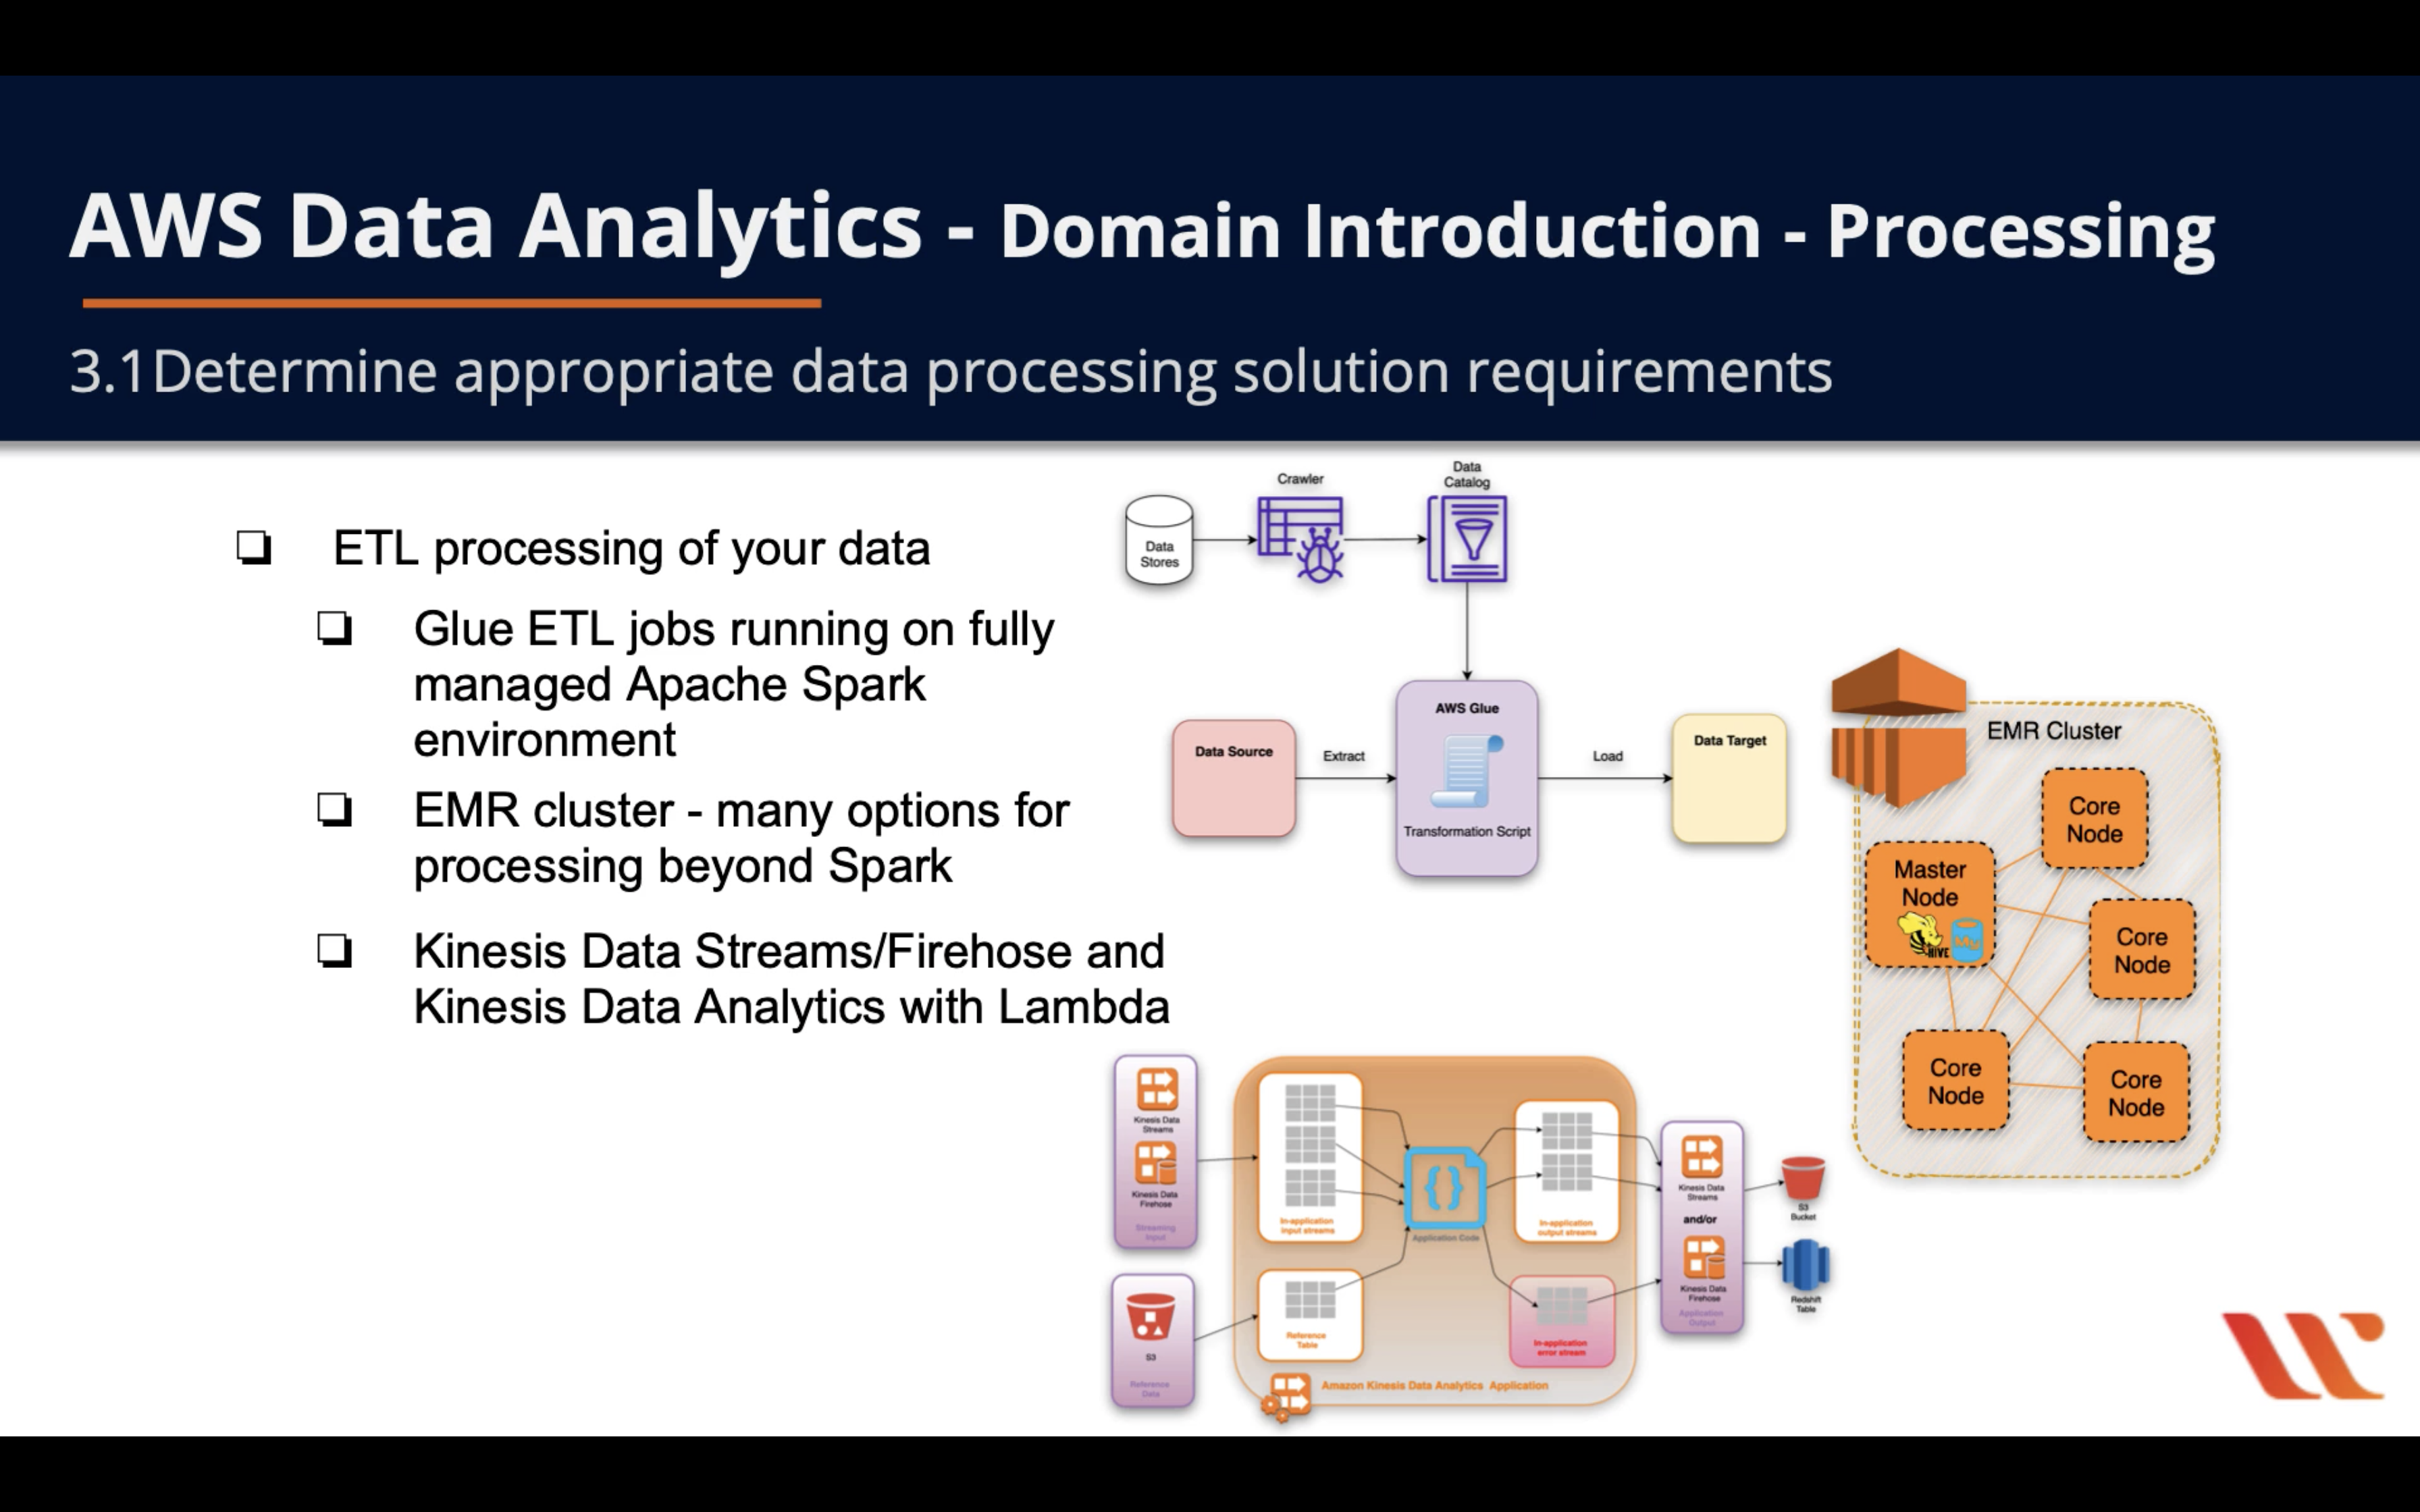 AWS Data Analytics - Domain Introduction - Processing
3.1Determine appropriate data processing solution requirements
ETL processing of your data
Glue ETL jobs running on fully
managed Apache Spark
environment
EMR cluster - many options for
processing beyond Spark
Kinesis Data Streams/Firehose and
Kinesis Data Analytics with Lambda
Data
Stores
Crawler
Data
Catalog
Data Source
Extract
AWS Glue
Transformation Script
Load
Data Target
EMR Cluster
Core
Node
Master
Node
HIVE
My
Core
Node
Core
Node
Core
Node
Kinesis Data
Streams
Kinesis Data
Firehose
Streaming
Input
S3
Reference
Data
In-application
input streams
Reference
Table
{}
Application Code
In-application
output streams
In-application
error stream
Amazon Kinesis Data Analytics Application
Kinesis Data
Streams
and/or
Kinesis Data
Firehose
Application
Output
S3
Bucket
Redshift
Table